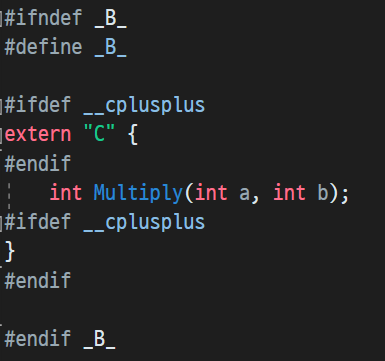 #ifndef _B_
#define _B_

#ifdef __cplusplus
extern "C" {
#endif
    int Multiply(int a, int b);
#ifdef __cplusplus
}
#endif

#endif _B_